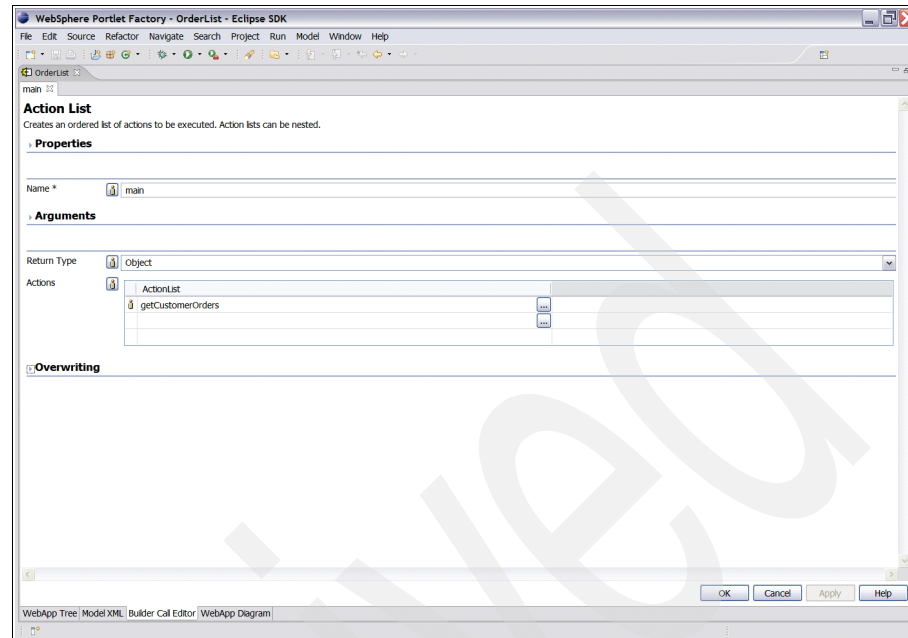 WebSphere Portlet Factory - OrderList - Eclipse SDK
File Edit Source Refactor Navigate Search Project Run Model Window Help
OrderList
main
Action List
Creates an ordered list of actions to be executed. Action lists can be nested.
Properties
Name * main
Arguments
Return Type Object
Actions ActionList
getCustomerOrders ...
...
Overwriting
OK Cancel Apply Help
WebApp Tree Model XML Builder Call Editor WebApp Diagram
ived